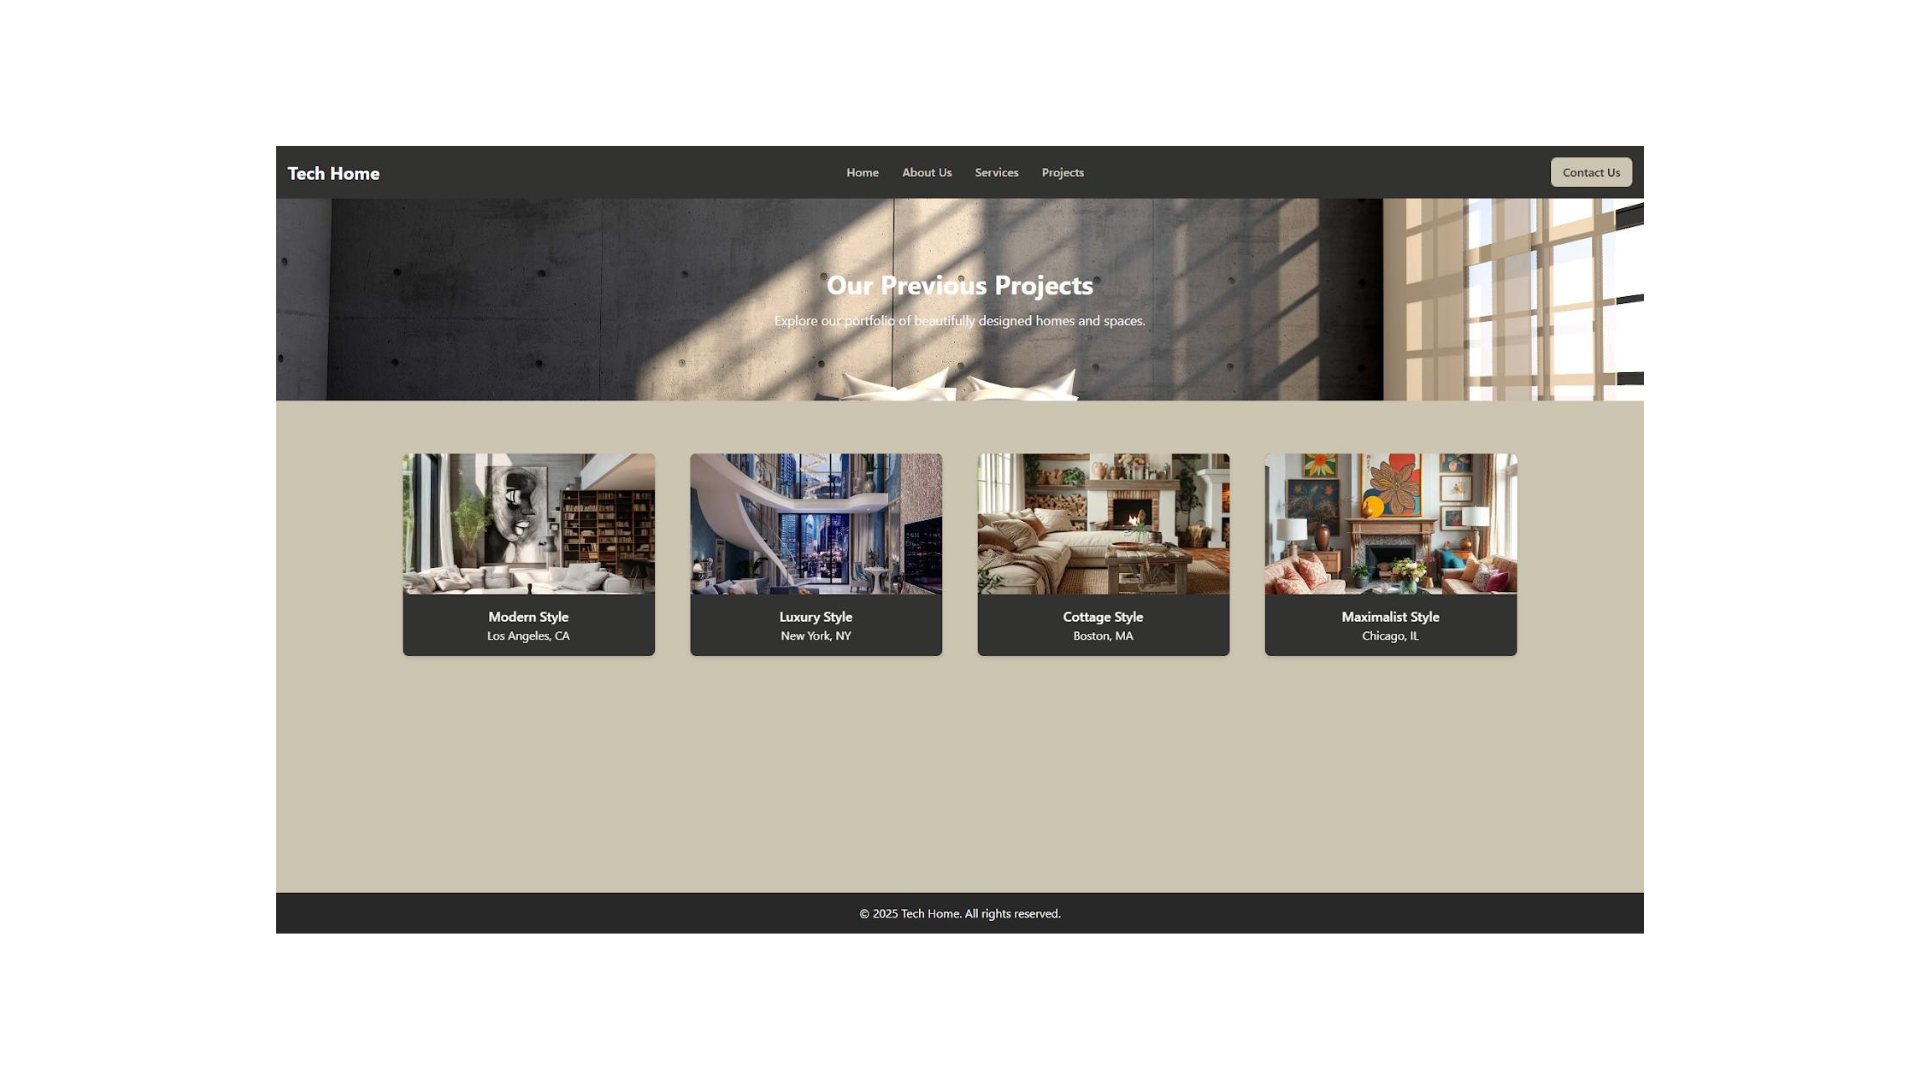 Tech Home
Home About Us Services Projects
Contact Us
Our Previous Projects
Explore our portfolio of beautifully designed homes and spaces.
Modern Style
Los Angeles, CA
Luxury Style
New York, NY
Cottage Style
Boston, MA
Maximalist Style
Chicago, IL
© 2025 Tech Home. All rights reserved.